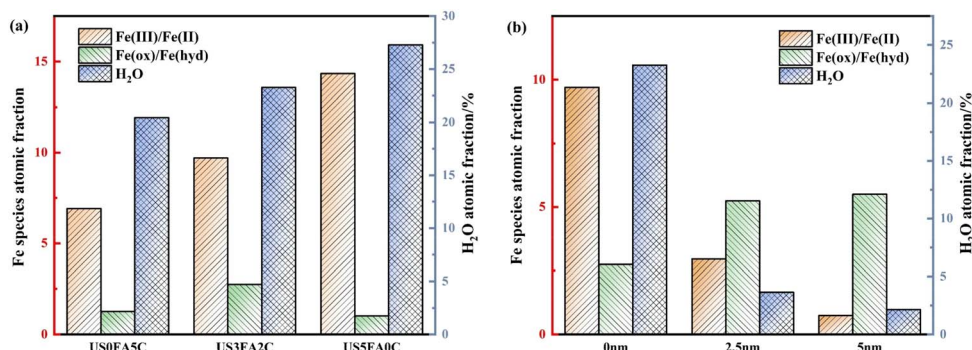 (a)
Fe(III)/Fe(II)
Fe(ox)/Fe(hyd)
H₂O
Fe species atomic fraction
15
10
5
0
H₂O atomic fraction/%
30
25
20
15
10
5
0
US0FA5C US3FA2C US5FA0C
(b)
Fe(III)/Fe(II)
Fe(ox)/Fe(hyd)
H₂O
Fe species atomic fraction
10
5
0
H₂O atomic fraction/%
25
20
15
10
5
0
0nm 2.5nm 5nm